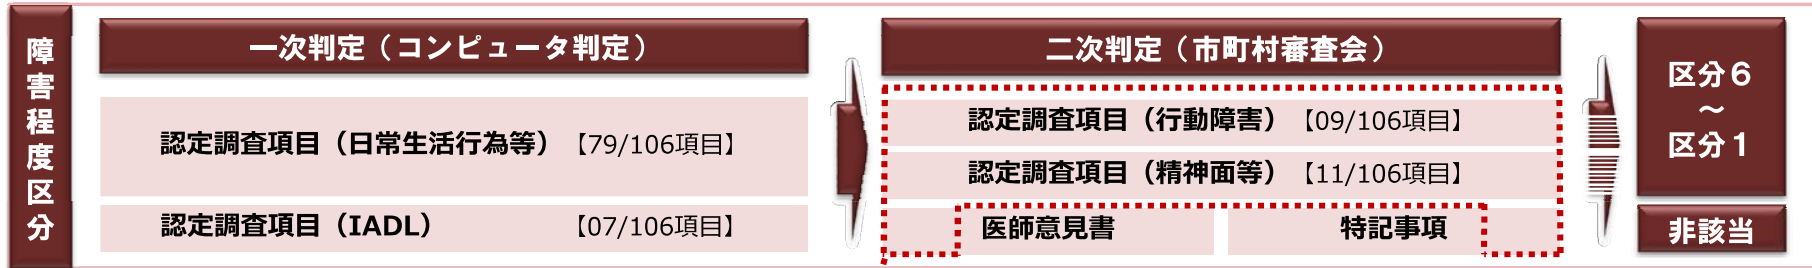 障害程度区分
一次判定（コンピュータ判定）
認定調査項目（日常生活行為等）【79/106項目】
認定調査項目（IADL）【07/106項目】
二次判定（市町村審査会）
認定調査項目（行動障害）【09/106項目】
認定調査項目（精神面等）【11/106項目】
医師意見書
特記事項
区分６
～
区分１
非該当